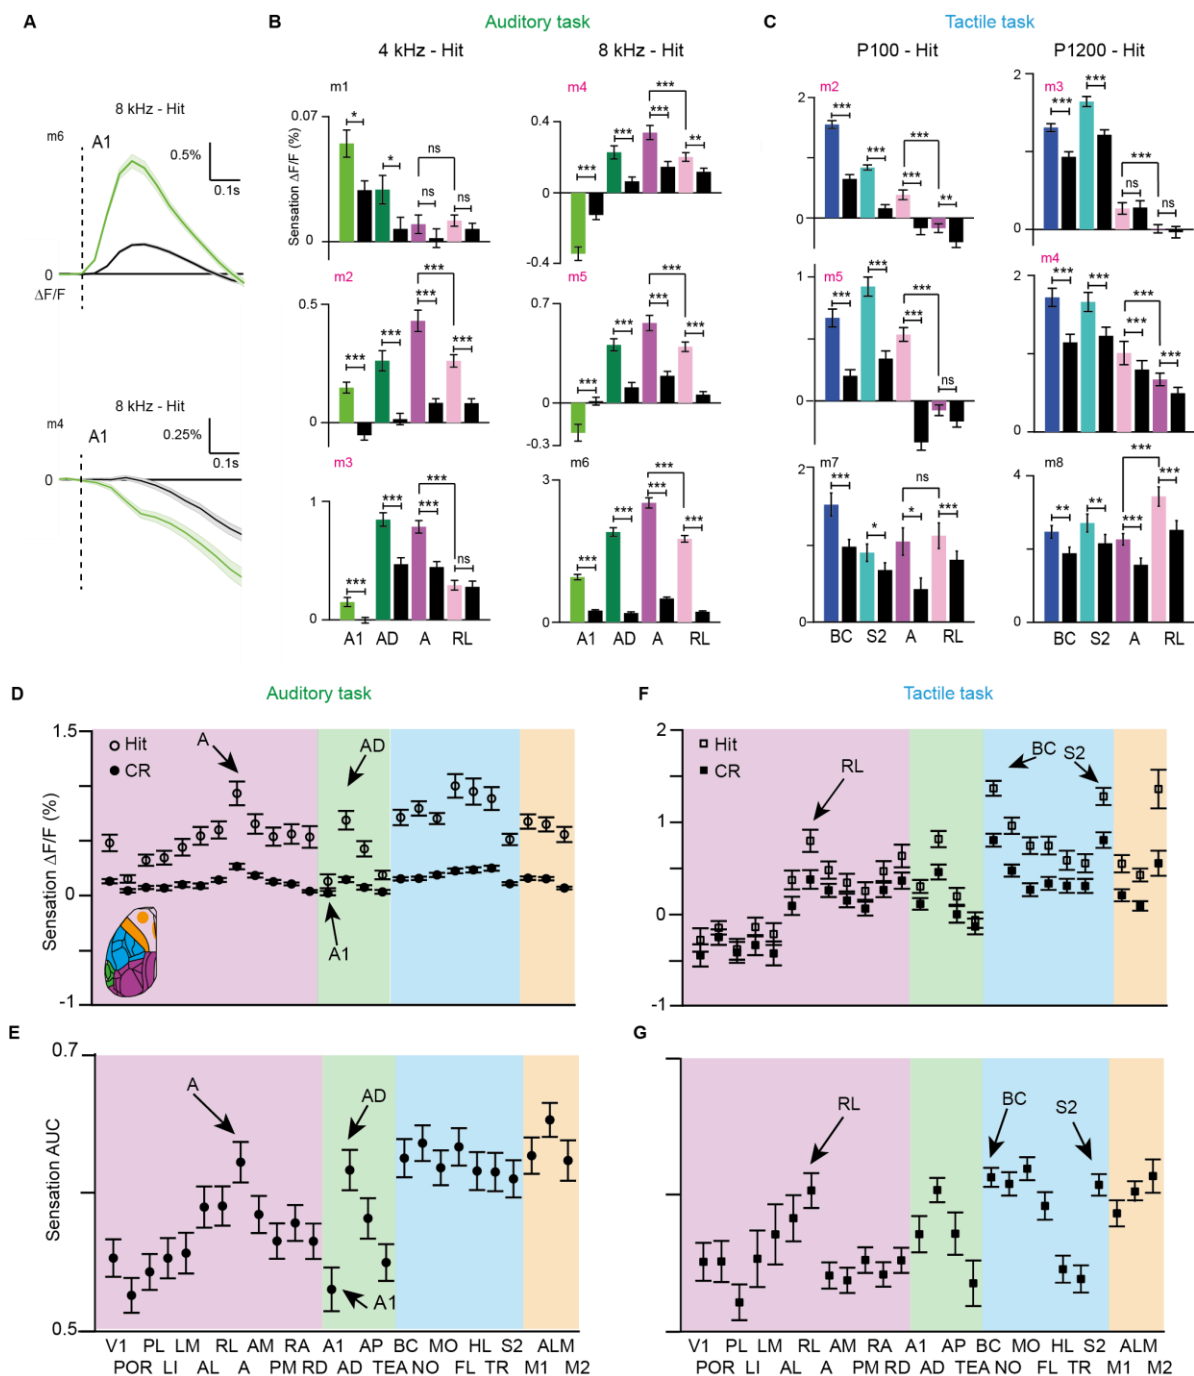 A
B
Auditory task
C
Tactile task
4 kHz - Hit
8 kHz - Hit
P100 - Hit
P1200 - Hit
8 kHz - Hit
m6
A1
0.5%
0.1s
0
ΔF/F
8 kHz - Hit
m4
A1
0.25%
0.1s
0
Sensation ΔF/F (%)
m1
0.07
0
*
*
ns
ns
ns
m4
0.4
0
-0.4
***
***
***
***
**
m2
2
0
***
***
***
***
**
m3
2
0
***
***
***
ns
ns
m2
0.5
0
***
***
***
***
***
m5
0.7
0
-0.3
***
***
***
***
***
m5
1
0
***
***
***
***
ns
m4
2
1
0
***
***
***
***
***
m3
1
0
***
***
***
***
ns
m6
3
0
***
***
***
***
***
m7
2
1
0
***
*
ns
*
***
m8
4
2
0
**
**
***
***
***
A1 AD A RL
A1 AD A RL
BC S2 A RL
BC S2 A RL
D
Auditory task
F
Tactile task
1.5
0
-1
Sensation ΔF/F (%)
Hit
CR
A
AD
A1
2
1
0
-1
Hit
CR
RL
BC
S2
E
G
0.7
0.5
Sensation AUC
A
AD
A1
RL
BC
S2
V1 PL LM RL AM RA A1 AP BC MO HL S2 ALM
POR LI AL A PM RD AD TEA NO FL TR M1 M2
V1 PL LM RL AM RA A1 AP BC MO HL S2 ALM
POR LI AL A PM RD AD TEA NO FL TR M1 M2